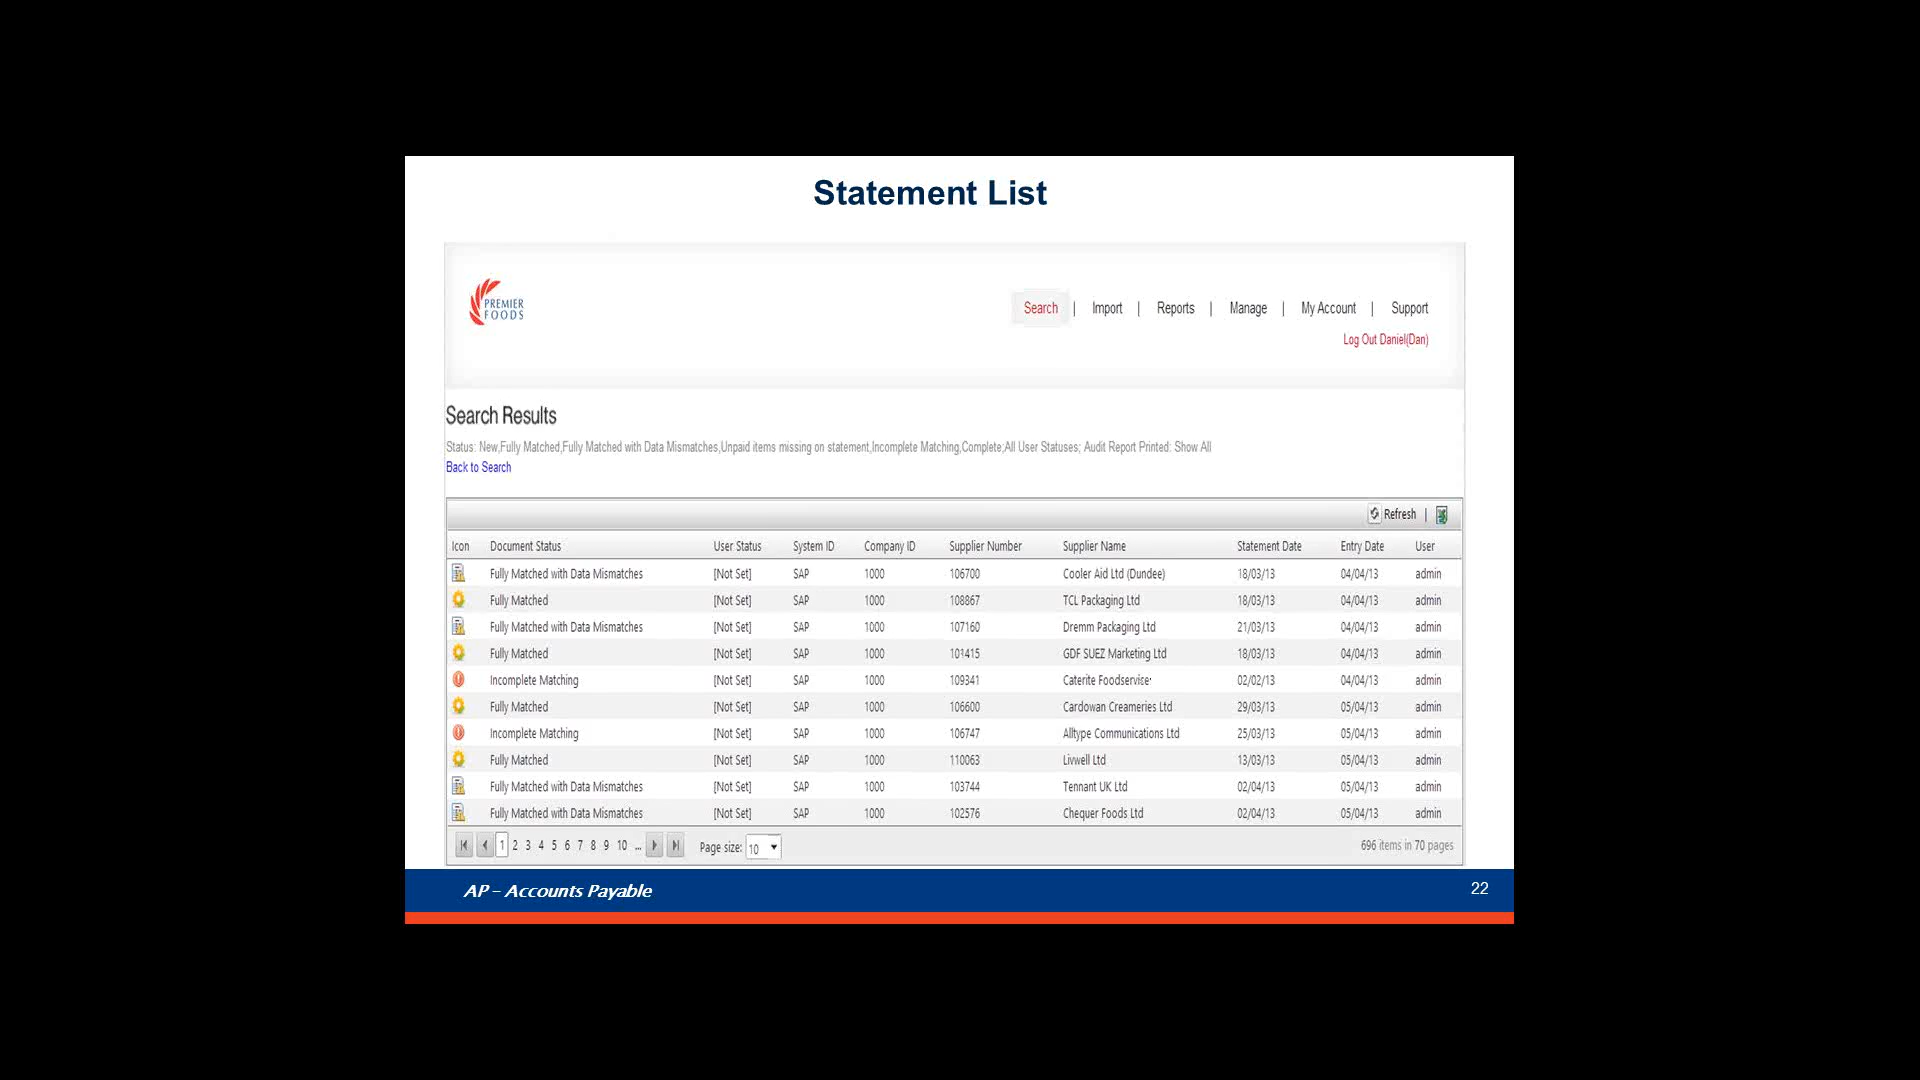 Statement List
PREMIER
FOODS
Search | Import | Reports | Manage | My Account | Support
Log Out Daniel(Dan)
Search Results
Status: New,Fully Matched,Fully Matched with Data Mismatches,Unpaid items missing on statement,Incomplete Matching,Complete;All User Statuses; Audit Report Printed: Show All
Back to Search
Refresh |
Icon Document Status User Status System ID Company ID Supplier Number Supplier Name Statement Date Entry Date User
Fully Matched with Data Mismatches [Not Set] SAP 1000 106700 Cooler Aid Ltd (Dundee) 18/03/13 04/04/13 admin
Fully Matched [Not Set] SAP 1000 108867 TCL Packaging Ltd 18/03/13 04/04/13 admin
Fully Matched with Data Mismatches [Not Set] SAP 1000 107160 Dremm Packaging Ltd 21/03/13 04/04/13 admin
Fully Matched [Not Set] SAP 1000 101415 GDF SUEZ Marketing Ltd 18/03/13 04/04/13 admin
Incomplete Matching [Not Set] SAP 1000 109341 Caterite Foodservice 02/02/13 04/04/13 admin
Fully Matched [Not Set] SAP 1000 106600 Cardowan Creameries Ltd 29/03/13 05/04/13 admin
Incomplete Matching [Not Set] SAP 1000 106747 Alltype Communications Ltd 25/03/13 05/04/13 admin
Fully Matched [Not Set] SAP 1000 110063 Livwell Ltd 13/03/13 05/04/13 admin
Fully Matched with Data Mismatches [Not Set] SAP 1000 103744 Tennant UK Ltd 02/04/13 05/04/13 admin
Fully Matched with Data Mismatches [Not Set] SAP 1000 102576 Chequer Foods Ltd 02/04/13 05/04/13 admin
1 2 3 4 5 6 7 8 9 10 ... Page size: 10 696 items in 70 pages
AP – Accounts Payable 22